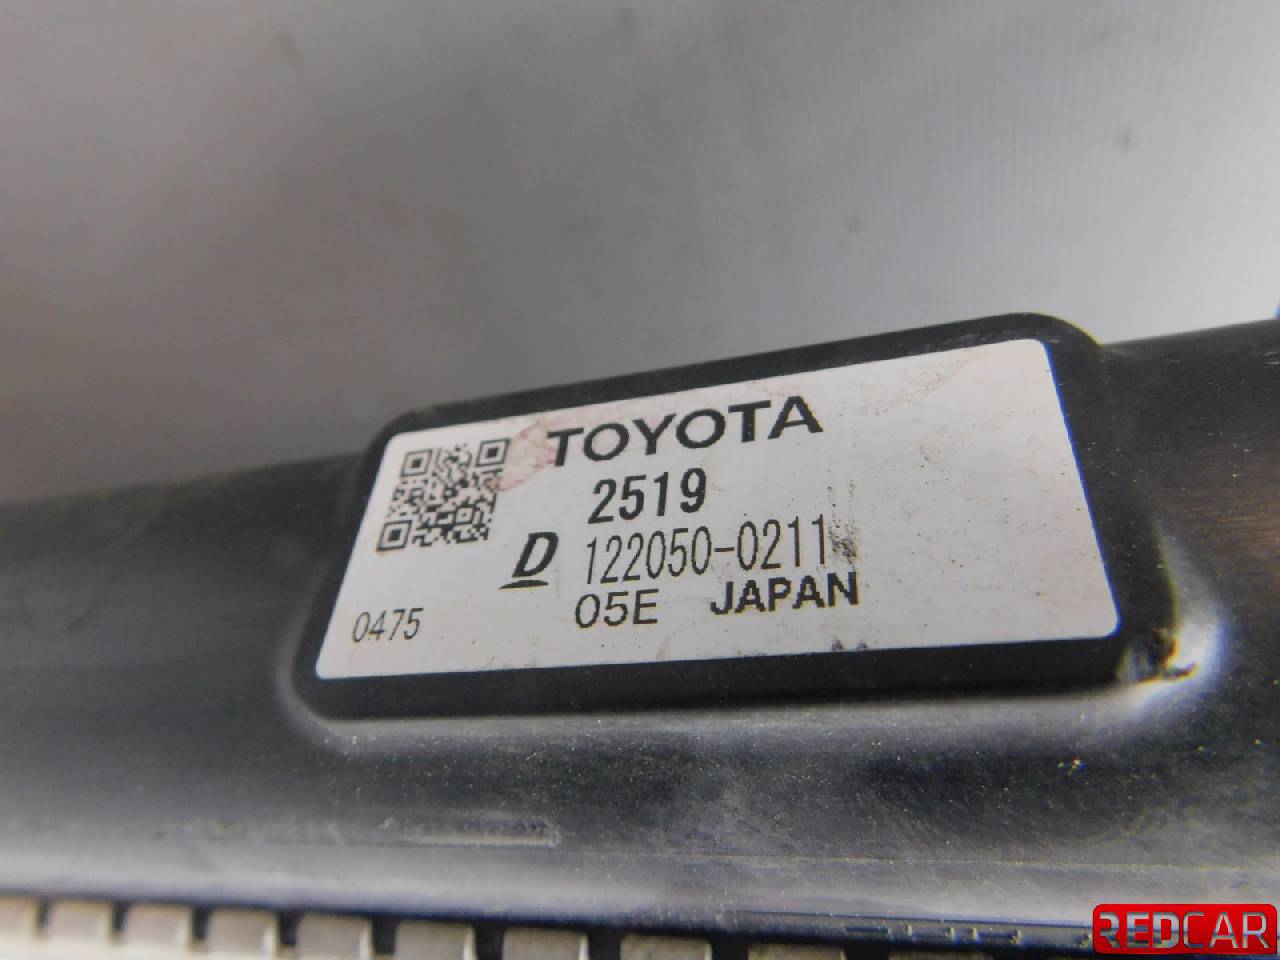 TOYOTA
2519
D 122050-0211
05E JAPAN
0475
REDCAR